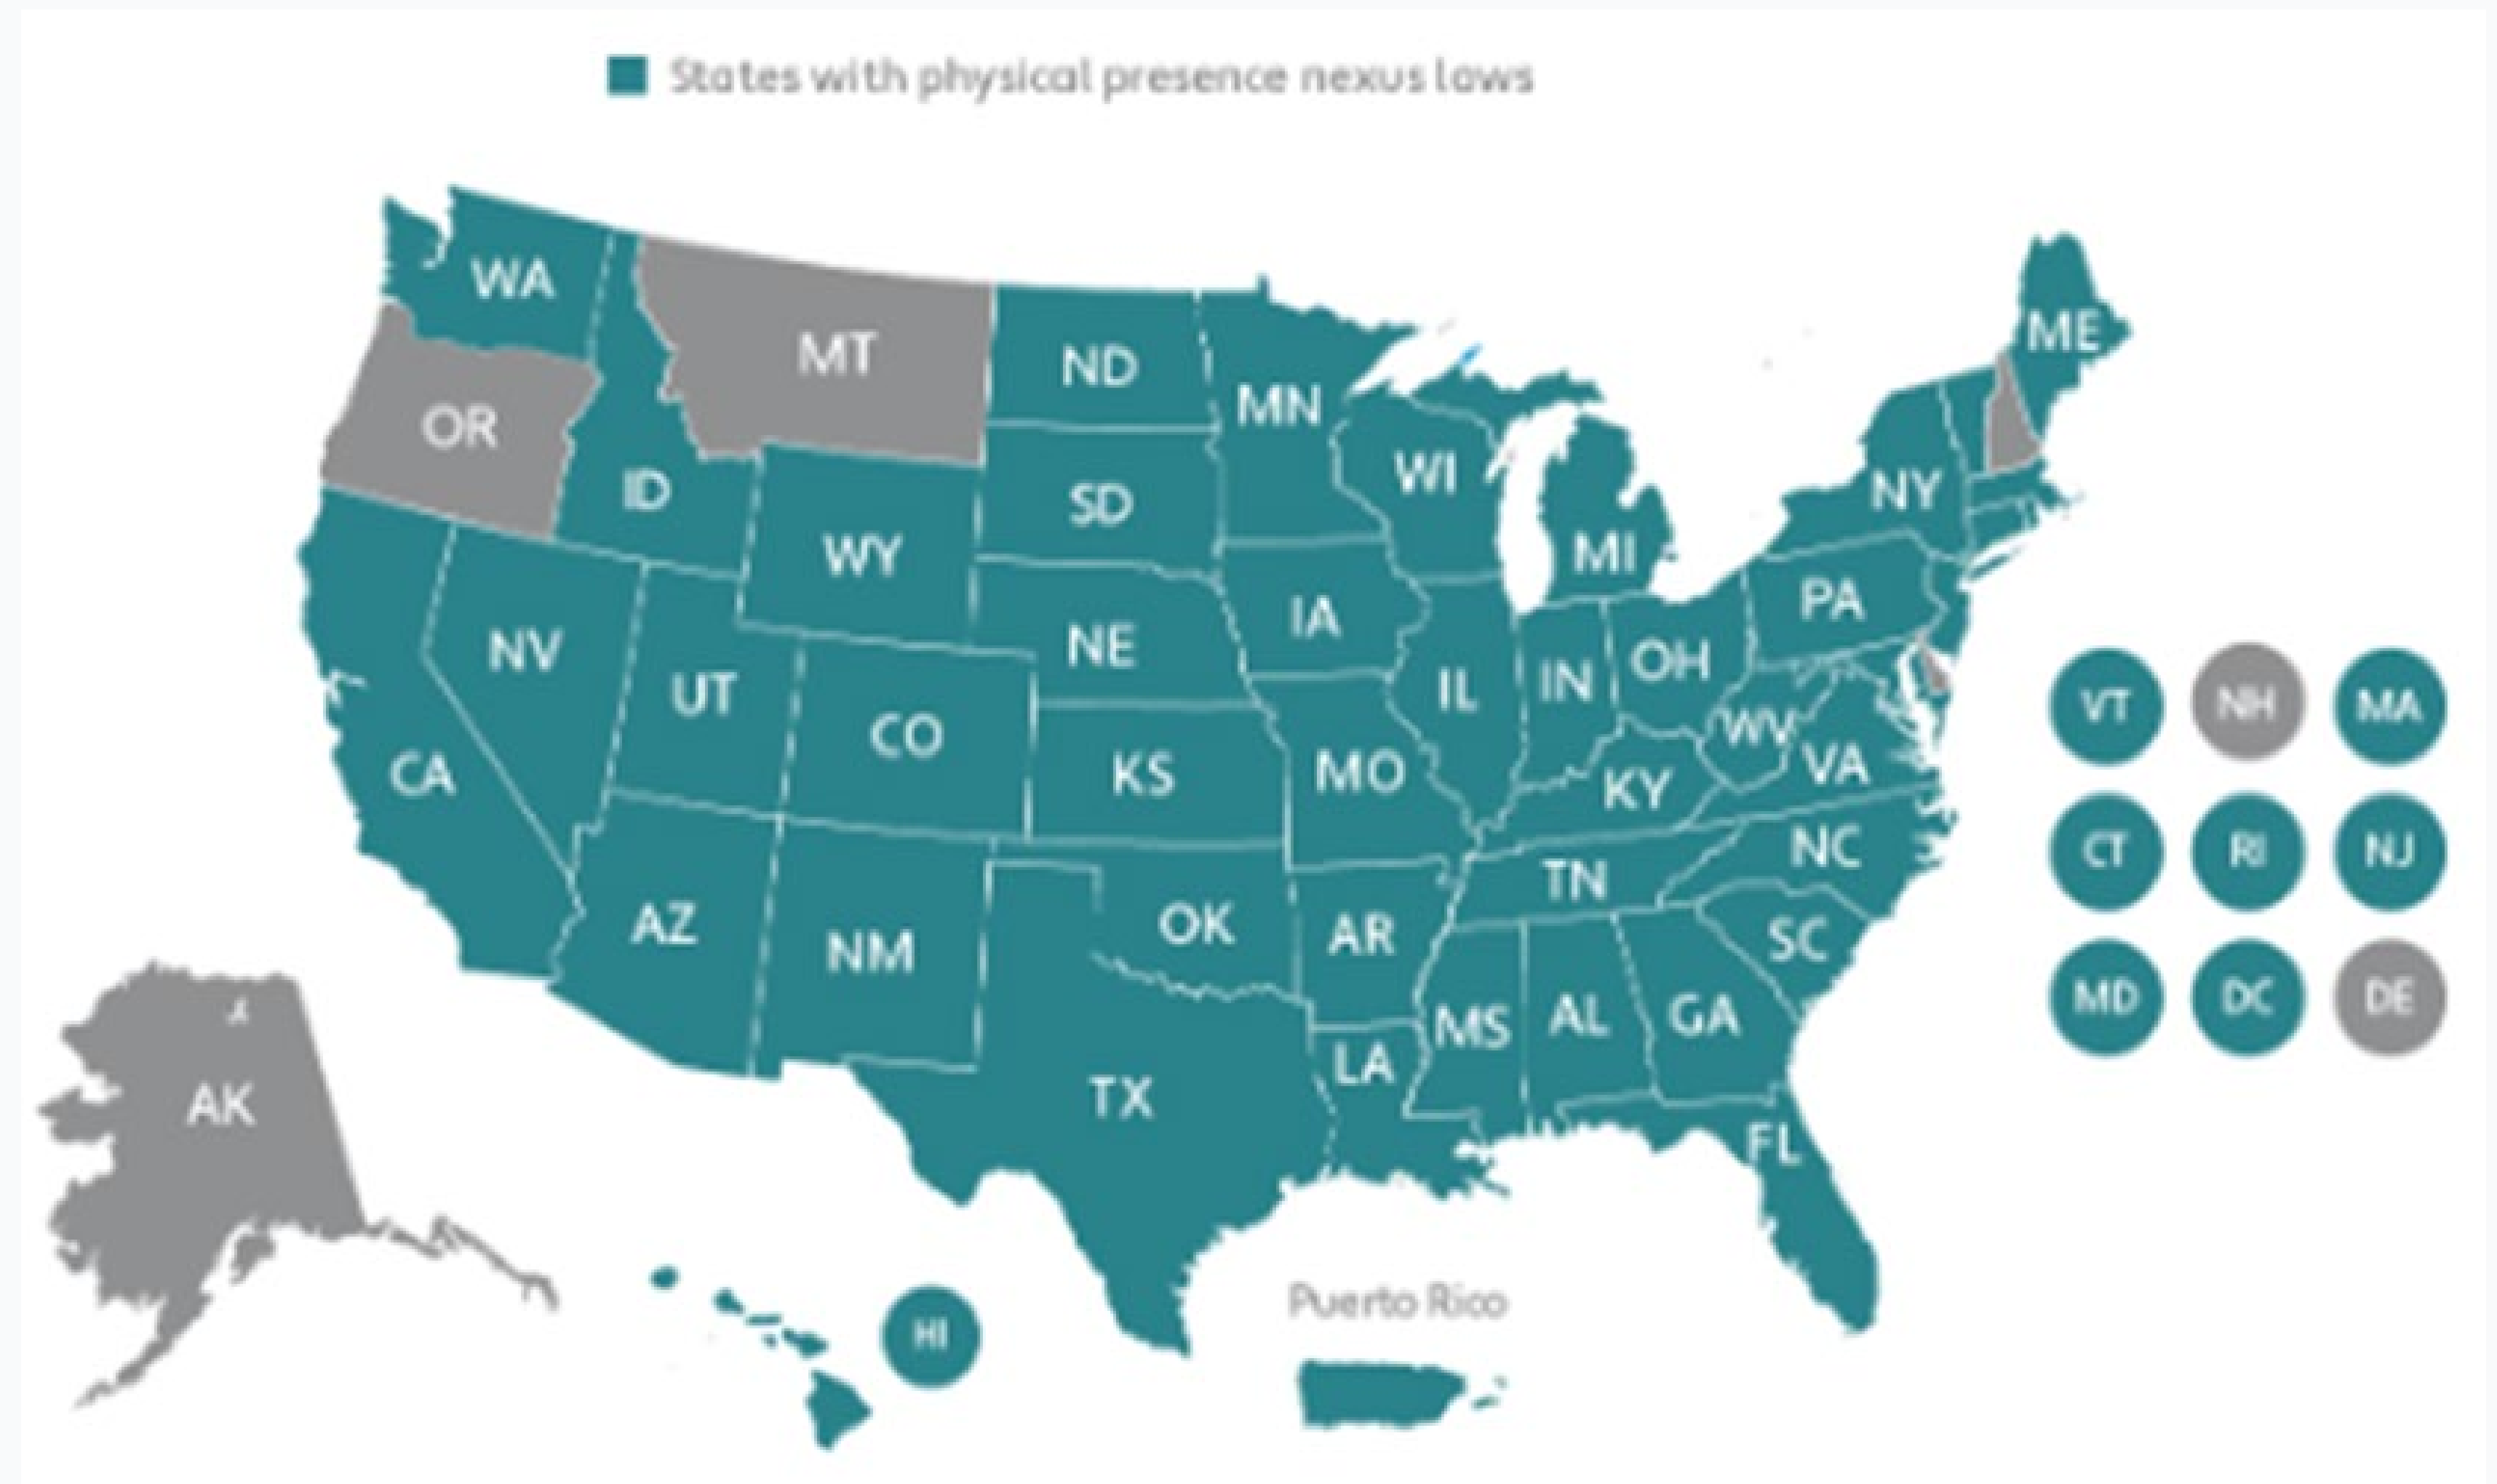 States with physical presence nexus laws
WA
MT
ND
MN
ME
OR
ID
SD
WI
NY
WY
MI
NV
NE
IA
PA
UT
CO
IL
IN
OH
VT
NH
MA
CA
KS
MO
KY
WV
VA
CT
RI
NJ
AZ
NM
OK
AR
TN
NC
SC
MD
DC
DE
AK
TX
LA
MS
AL
GA
FL
HI
Puerto Rico